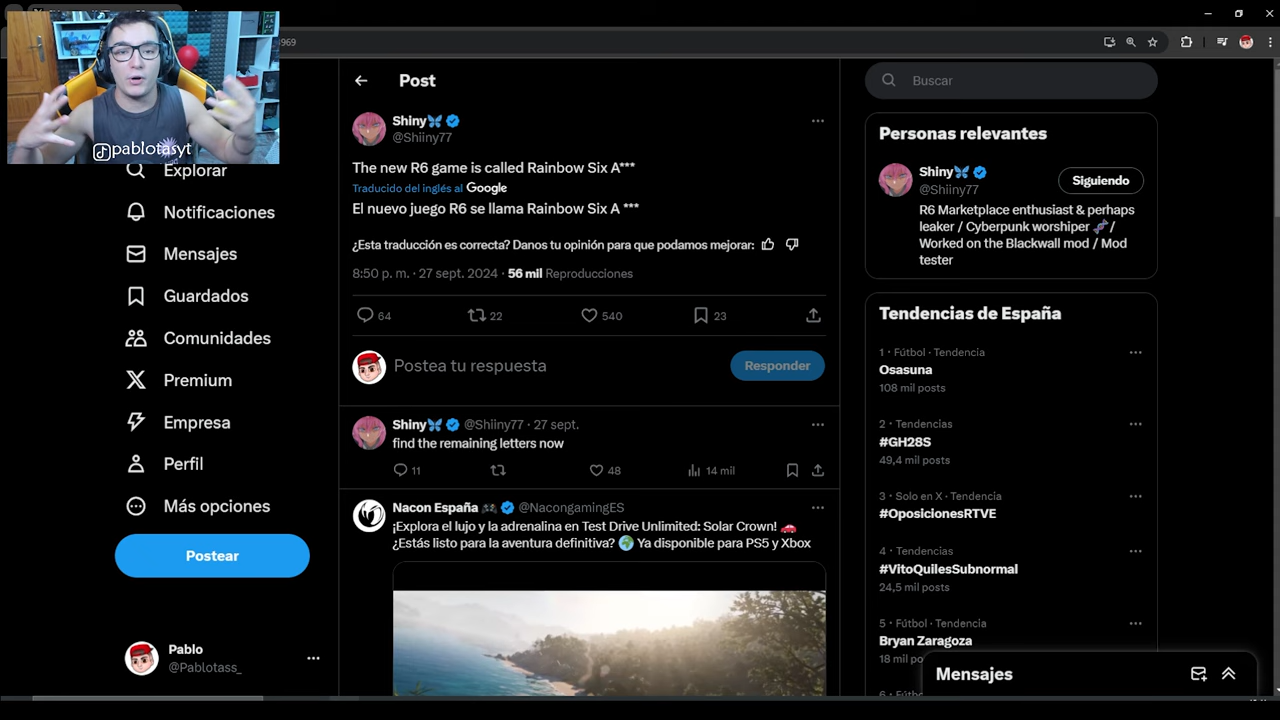 4969
pablotasyt
Explorar
Notificaciones
Mensajes
Guardados
Comunidades
Premium
Empresa
Perfil
Más opciones
Postear
Pablo
@Pablotass_
Post
Shiny
@Shiiny77
The new R6 game is called Rainbow Six A***
Traducido del inglés al Google
El nuevo juego R6 se llama Rainbow Six A ***
¿Esta traducción es correcta? Danos tu opinión para que podamos mejorar:
8:50 p. m. · 27 sept. 2024 · 56 mil Reproducciones
64 22 540 23
Postea tu respuesta
Responder
Shiny @Shiiny77 · 27 sept.
find the remaining letters now
11 48 14 mil
Nacon España @NacongamingES
¡Explora el lujo y la adrenalina en Test Drive Unlimited: Solar Crown!
¿Estás listo para la aventura definitiva? Ya disponible para PS5 y Xbox
Buscar
Personas relevantes
Shiny
@Shiiny77
Siguiendo
R6 Marketplace enthusiast & perhaps
leaker / Cyberpunk worshiper /
Worked on the Blackwall mod / Mod
tester
Tendencias de España
1 · Fútbol · Tendencia
Osasuna
108 mil posts
2 · Tendencias
#GH28S
49,4 mil posts
3 · Solo en X · Tendencia
#OposicionesRTVE
4 · Tendencias
#VitoQuilesSubnormal
24,5 mil posts
5 · Fútbol · Tendencia
Bryan Zaragoza
18 mil
Mensajes